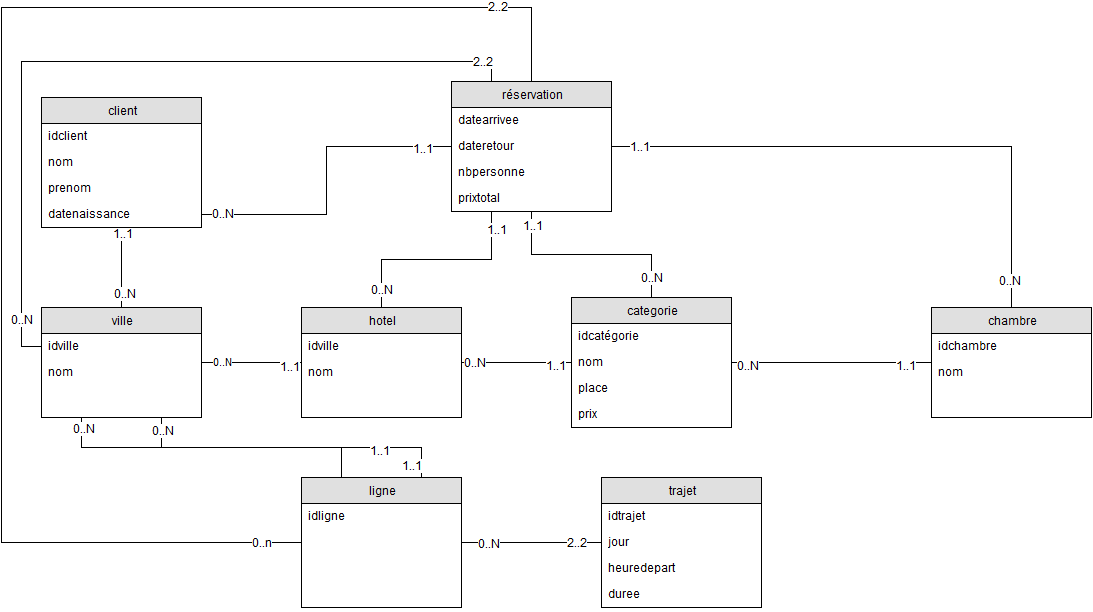 2..2
2..2
réservation
datearrivee
dateretour
nbpersonne
prixtotal
client
idclient
nom
prenom
datenaissance
1..1
1..1
0..N
1..1
1..1
1..1
0..N
0..N
0..N
0..N
0..N
ville
idville
nom
hotel
idville
nom
categorie
idcatégorie
nom
place
prix
chambre
idchambre
nom
0..N
1..1
0..N
1..1
0..N
1..1
0..N
0..N
1..1
1..1
ligne
idligne
trajet
idtrajet
jour
heuredepart
duree
0..n
0..N
2..2